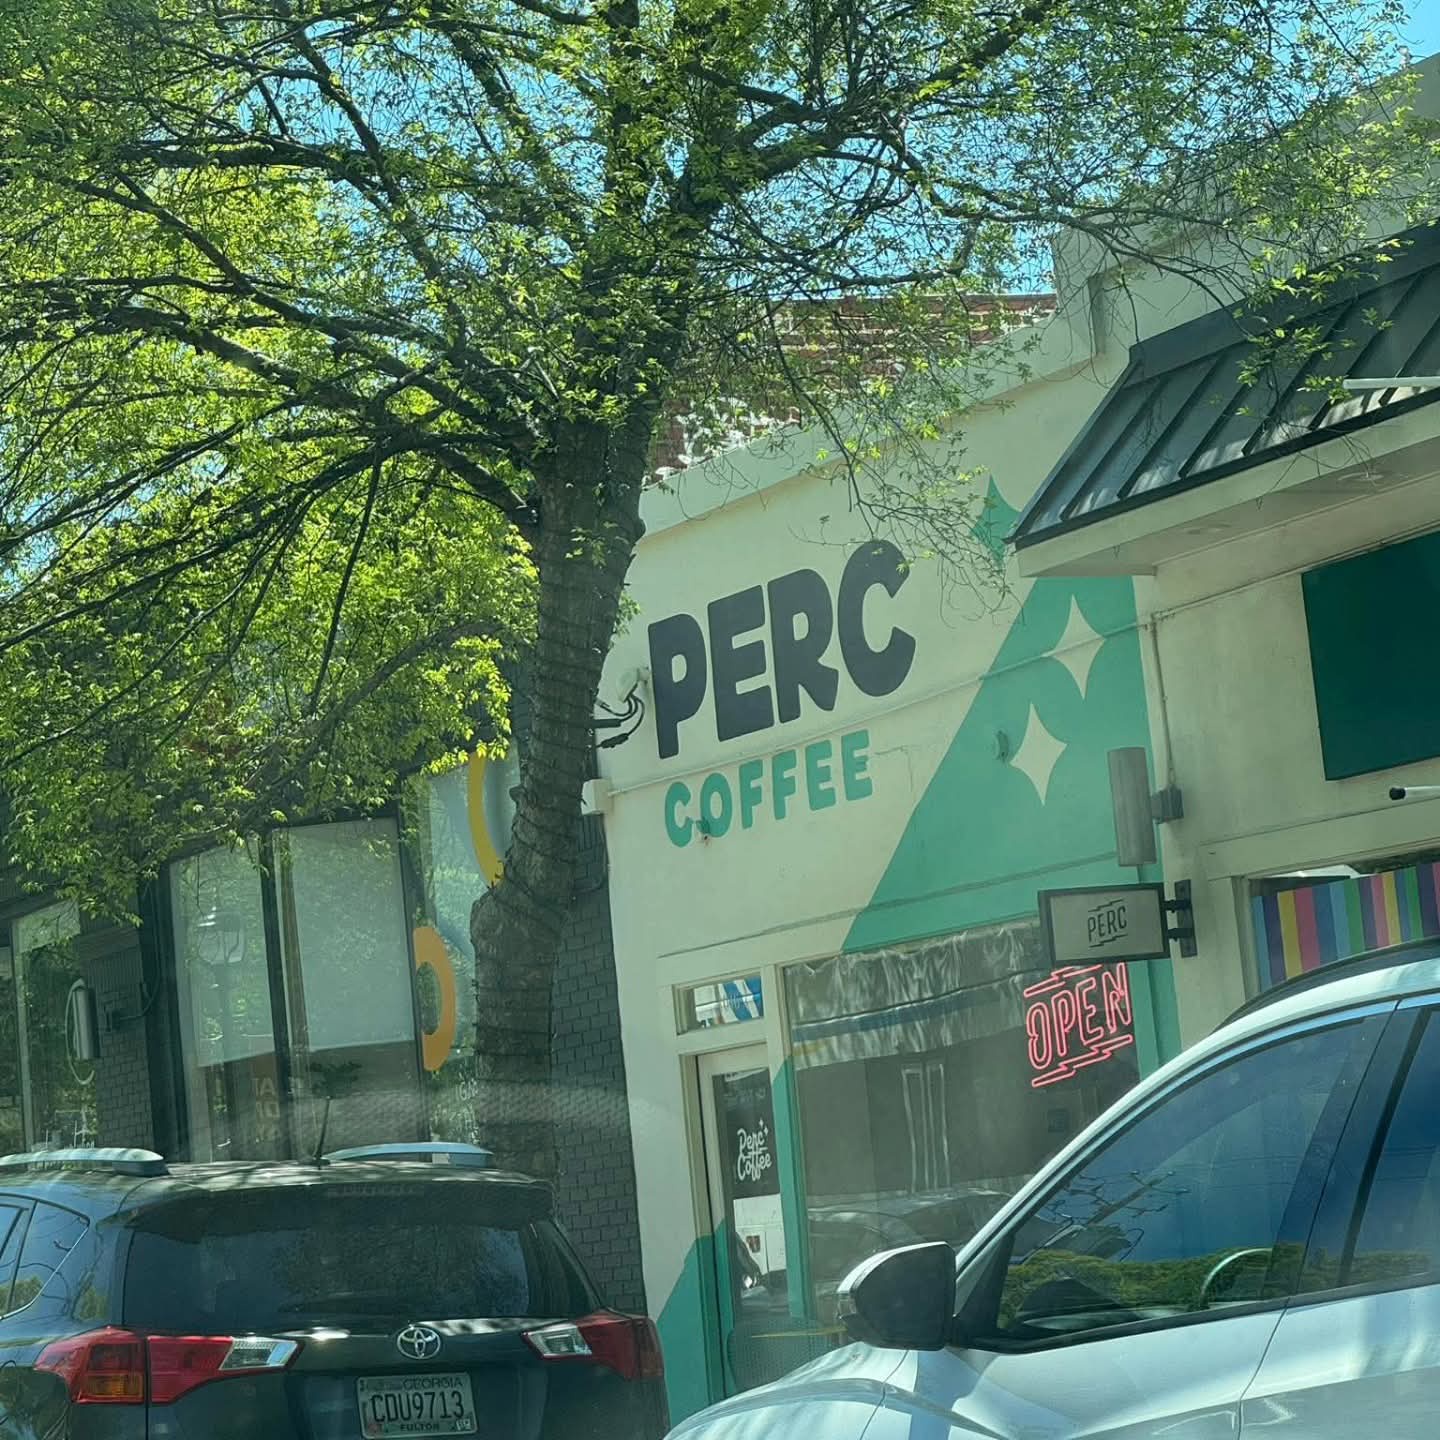 PERC
COFFEE
PERC
OPEN
Perc
Coffee
GEORGIA
CDU9713
FULTON